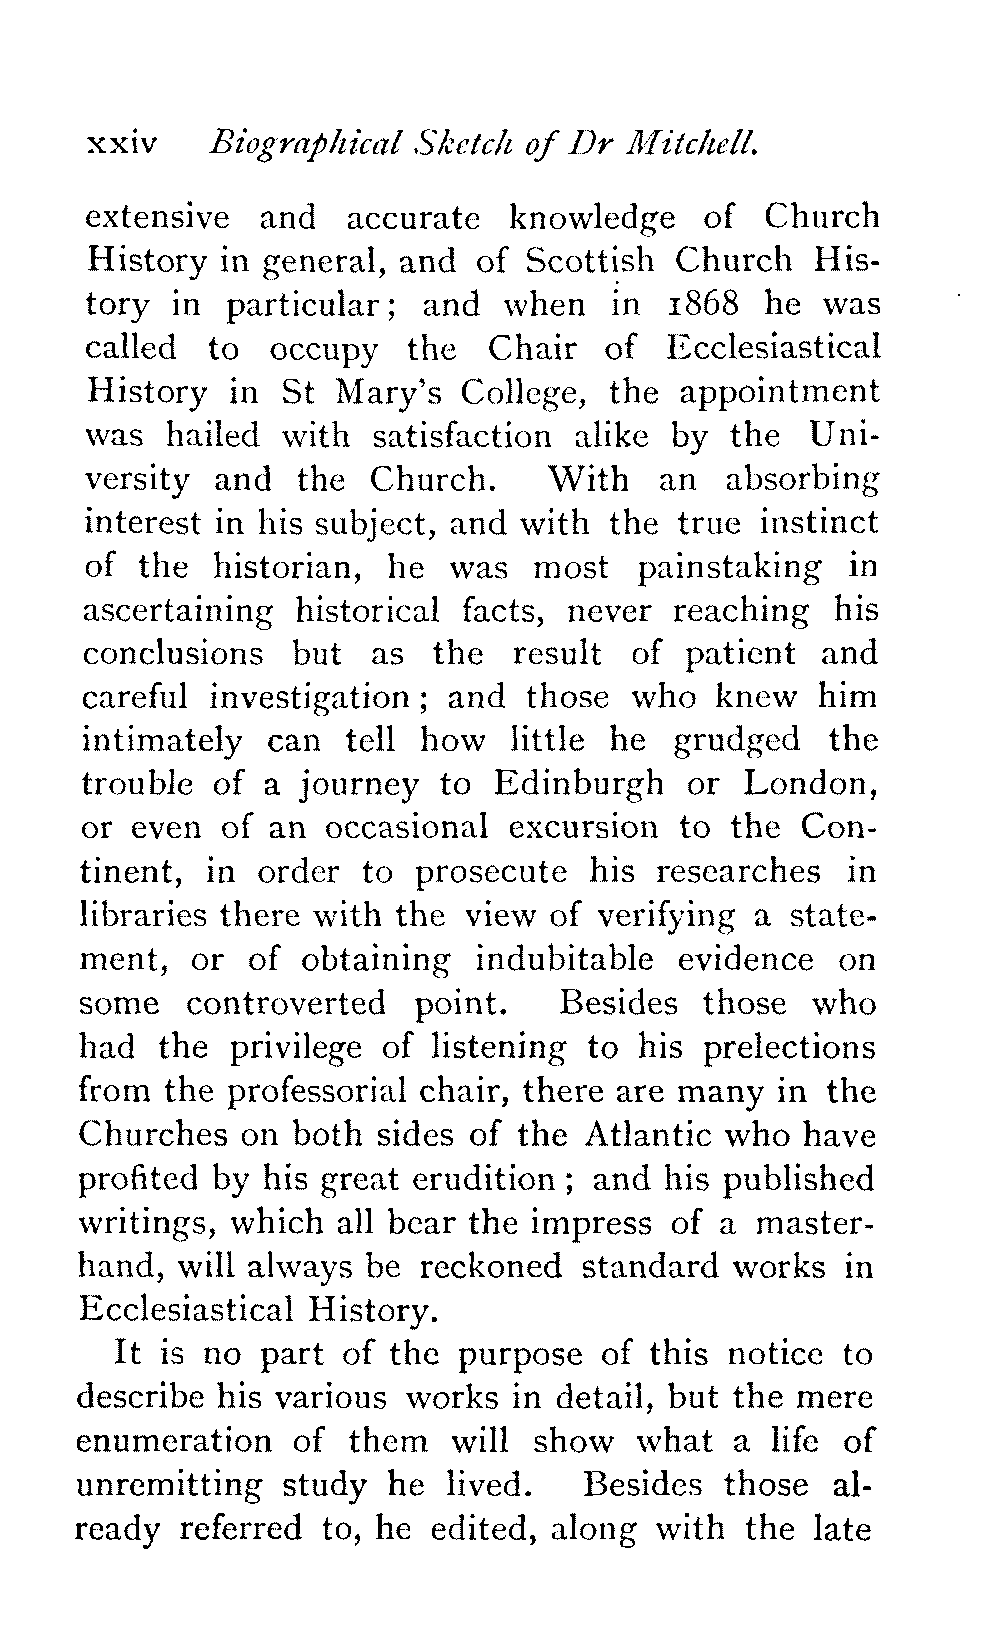 xxiv Biographical Sketch of Dr Mitchell.
extensive and accurate knowledge of Church
History in general, and of Scottish Church His-
tory in particular; and when in 1868 he was
called to occupy the Chair of Ecclesiastical
History in St Mary's College, the appointment
was hailed with satisfaction alike by the Uni-
versity and the Church. With an absorbing
interest in his subject, and with the true instinct
of the historian, he was most painstaking in
ascertaining historical facts, never reaching his
conclusions but as the result of patient and
careful investigation; and those who knew him
intimately can tell how little he grudged the
trouble of a journey to Edinburgh or London,
or even of an occasional excursion to the Con-
tinent, in order to prosecute his researches in
libraries there with the view of verifying a state-
ment, or of obtaining indubitable evidence on
some controverted point. Besides those who
had the privilege of listening to his prelections
from the professorial chair, there are many in the
Churches on both sides of the Atlantic who have
profited by his great erudition; and his published
writings, which all bear the impress of a master-
hand, will always be reckoned standard works in
Ecclesiastical History.
It is no part of the purpose of this notice to
describe his various works in detail, but the mere
enumeration of them will show what a life of
unremitting study he lived. Besides those al-
ready referred to, he edited, along with the late